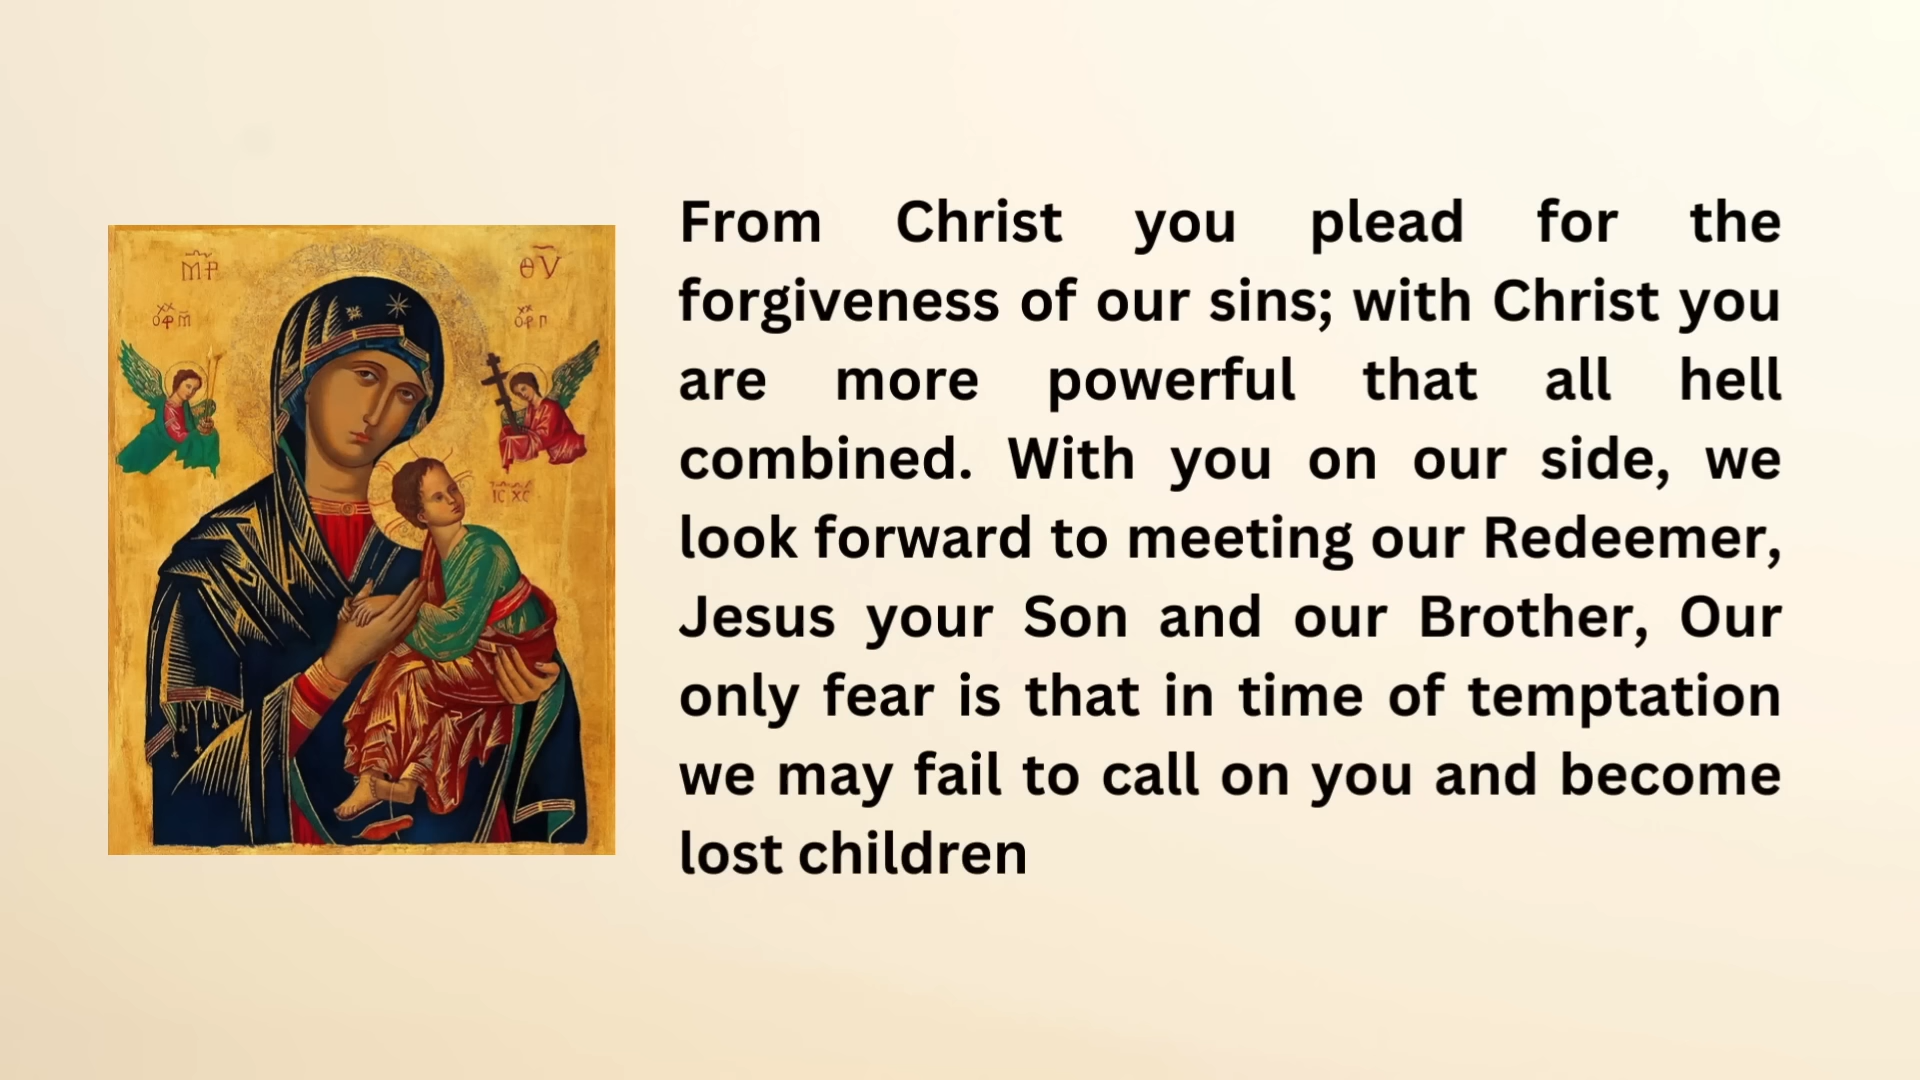 ΜΡ ΘΥ
ΙC XC
From Christ you plead for the
forgiveness of our sins; with Christ you
are more powerful that all hell
combined. With you on our side, we
look forward to meeting our Redeemer,
Jesus your Son and our Brother, Our
only fear is that in time of temptation
we may fail to call on you and become
lost children